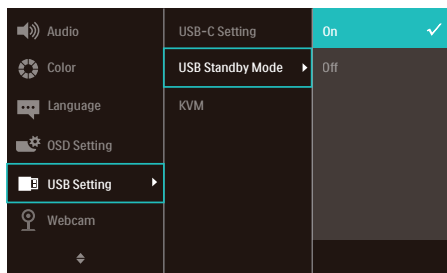 Audio
Color
Language
OSD Setting
USB Setting
Webcam
USB-C Setting
USB Standby Mode
KVM
On
Off